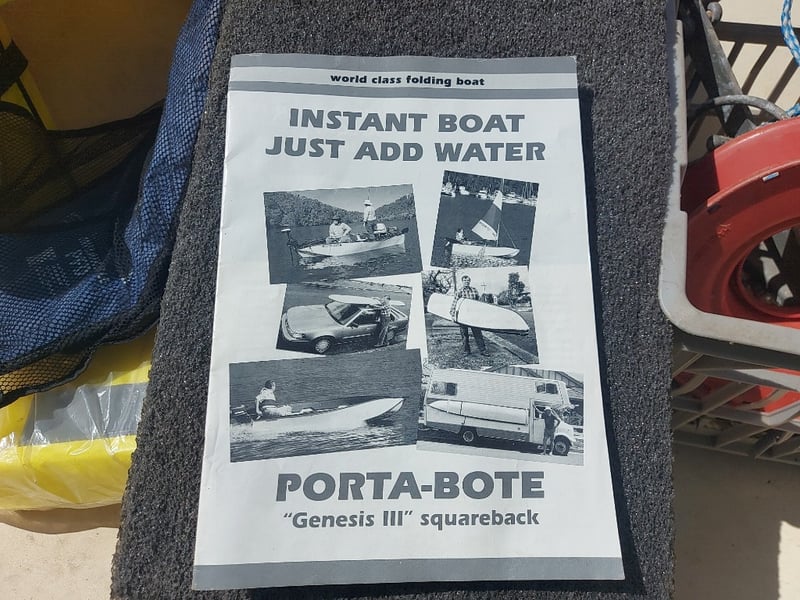 world class folding boat
INSTANT BOAT
JUST ADD WATER
PORTA-BOTE
"Genesis III" squareback